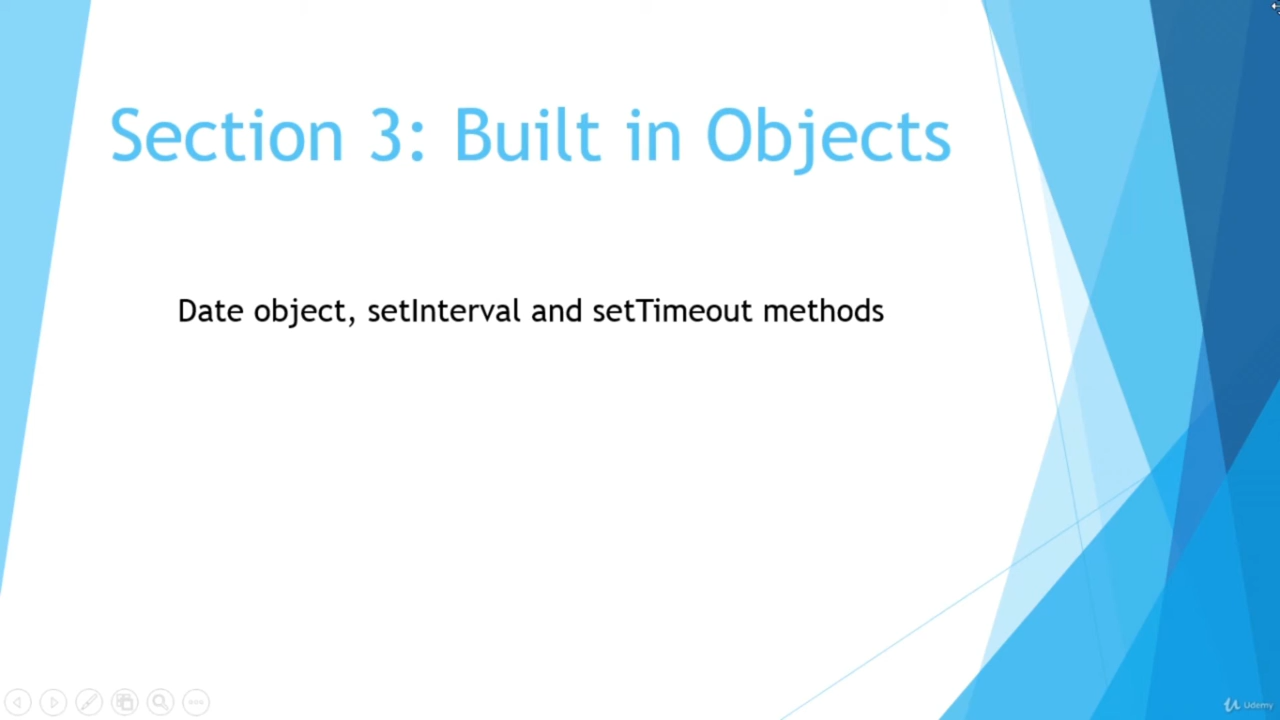 Section 3: Built in Objects
Date object, setInterval and setTimeout methods
Udemy